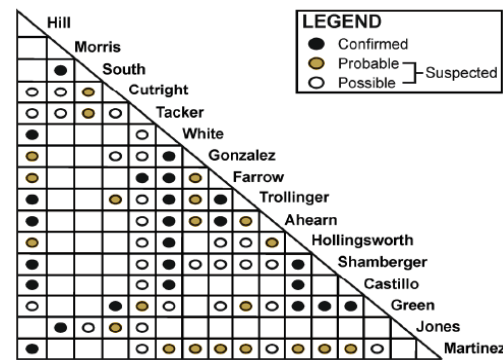 Hill
LEGEND
Morris
Confirmed
South
Probable
Suspected
Cutright
Possible
Tacker
White
Gonzalez
Farrow
Trollinger
Ahearn
Hollingsworth
Shamberger
Castillo
Green
Jones
Martinez